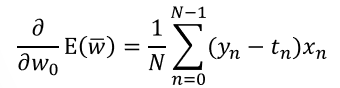 ∂/∂w₀ E(w̅) = 1/N ∑_{n=0}^{N−1} (yₙ − tₙ)xₙ